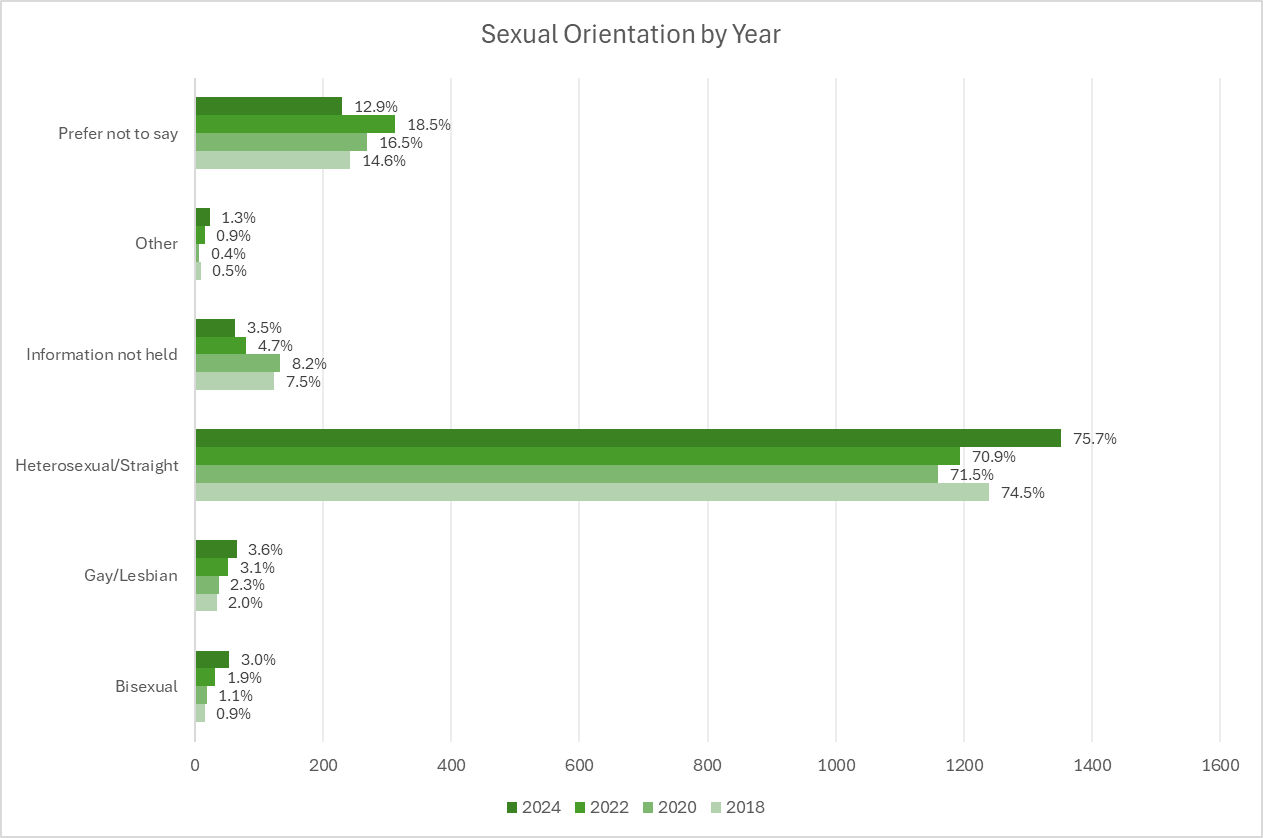 Sexual Orientation by Year
Prefer not to say
12.9%
18.5%
16.5%
14.6%
Other
1.3%
0.9%
0.4%
0.5%
Information not held
3.5%
4.7%
8.2%
7.5%
Heterosexual/Straight
75.7%
70.9%
71.5%
74.5%
Gay/Lesbian
3.6%
3.1%
2.3%
2.0%
Bisexual
3.0%
1.9%
1.1%
0.9%
0 200 400 600 800 1000 1200 1400 1600
2024 2022 2020 2018